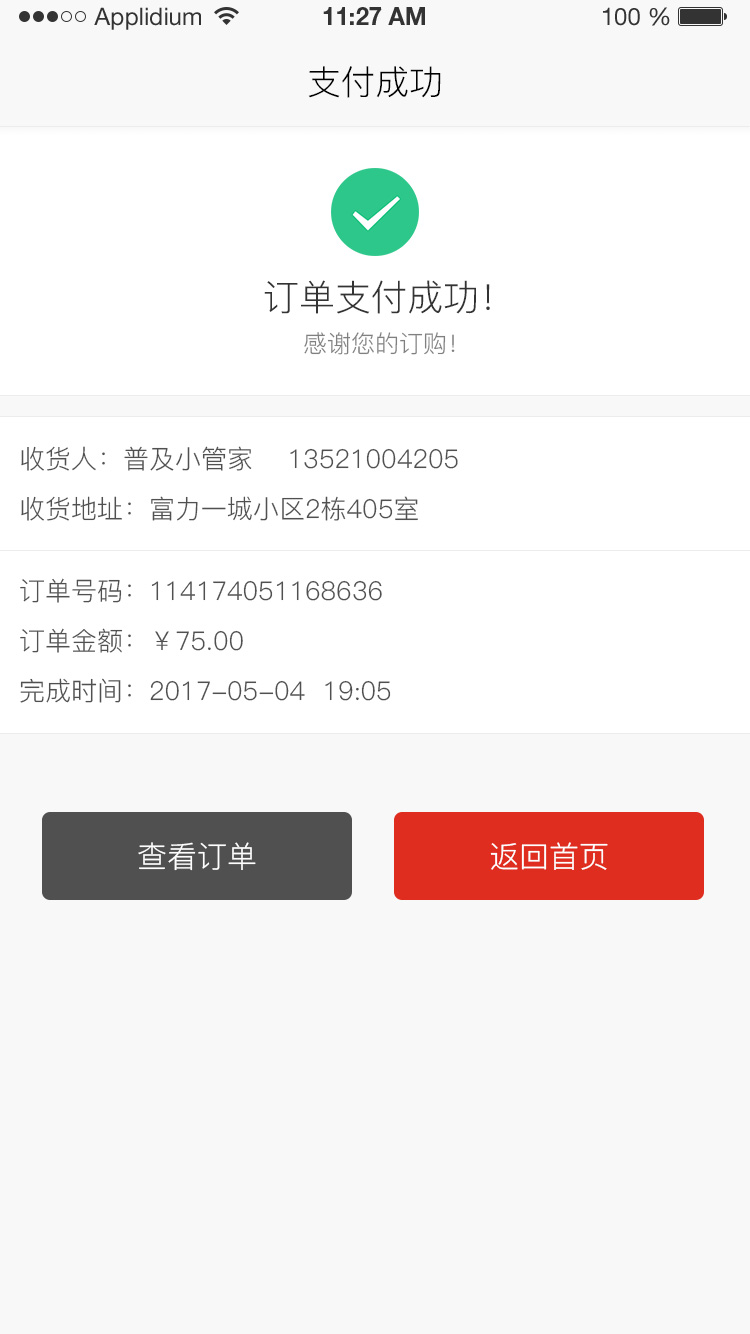 Applidium 11:27 AM 100 %
支付成功
订单支付成功!
感谢您的订购!
收货人：普及小管家 13521004205
收货地址：富力一城小区2栋405室
订单号码：114174051168636
订单金额：￥75.00
完成时间：2017-05-04 19:05
查看订单 返回首页